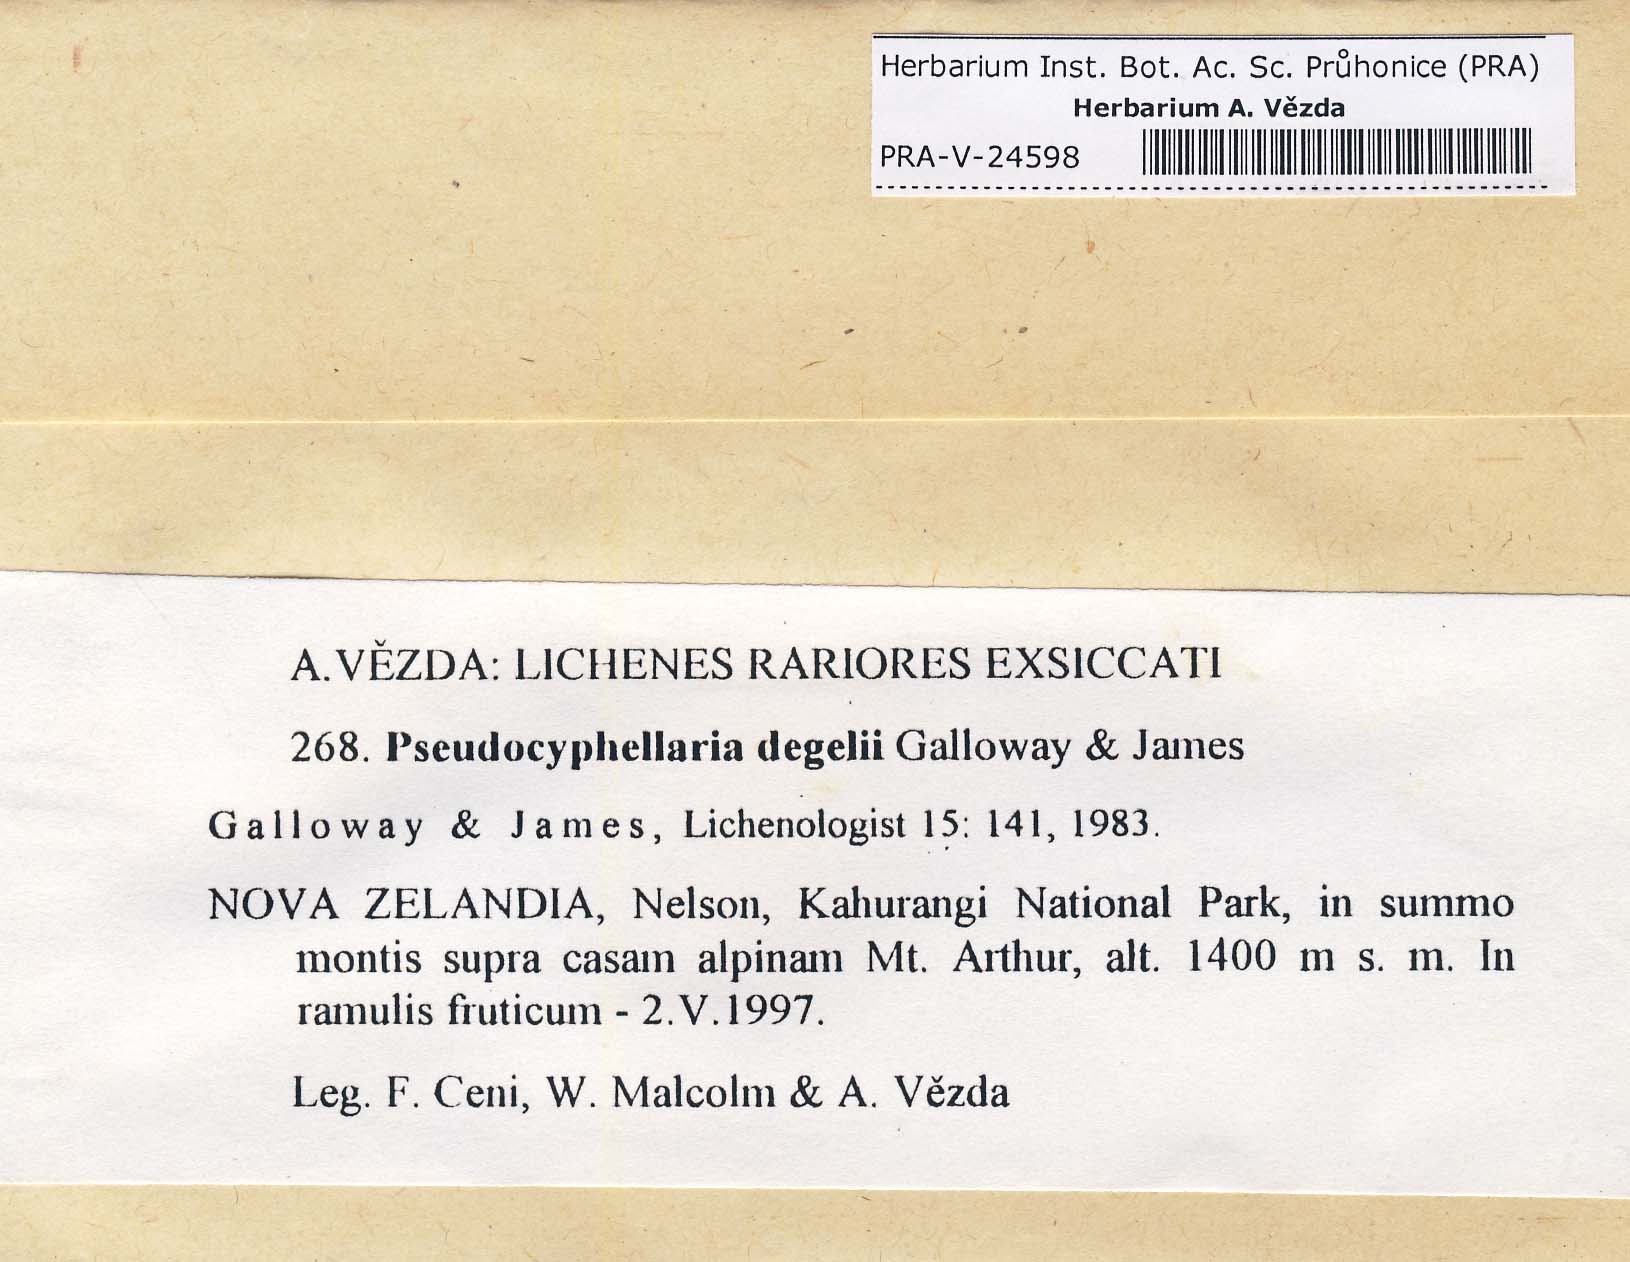 Herbarium Inst. Bot. Ac. Sc. Průhonice (PRA)
Herbarium A. Vězda
PRA-V-24598
A. VĚZDA: LICHENES RARIORES EXSICCATI
268. Pseudocyphellaria degelii Galloway & James
Galloway & James, Lichenologist 15: 141, 1983.
NOVA ZELANDIA, Nelson, Kahurangi National Park, in summo
montis supra casam alpinam Mt. Arthur, alt. 1400 m s. m. In
ramulis fruticum - 2.V.1997.
Leg. F. Ceni, W. Malcolm & A. Vězda